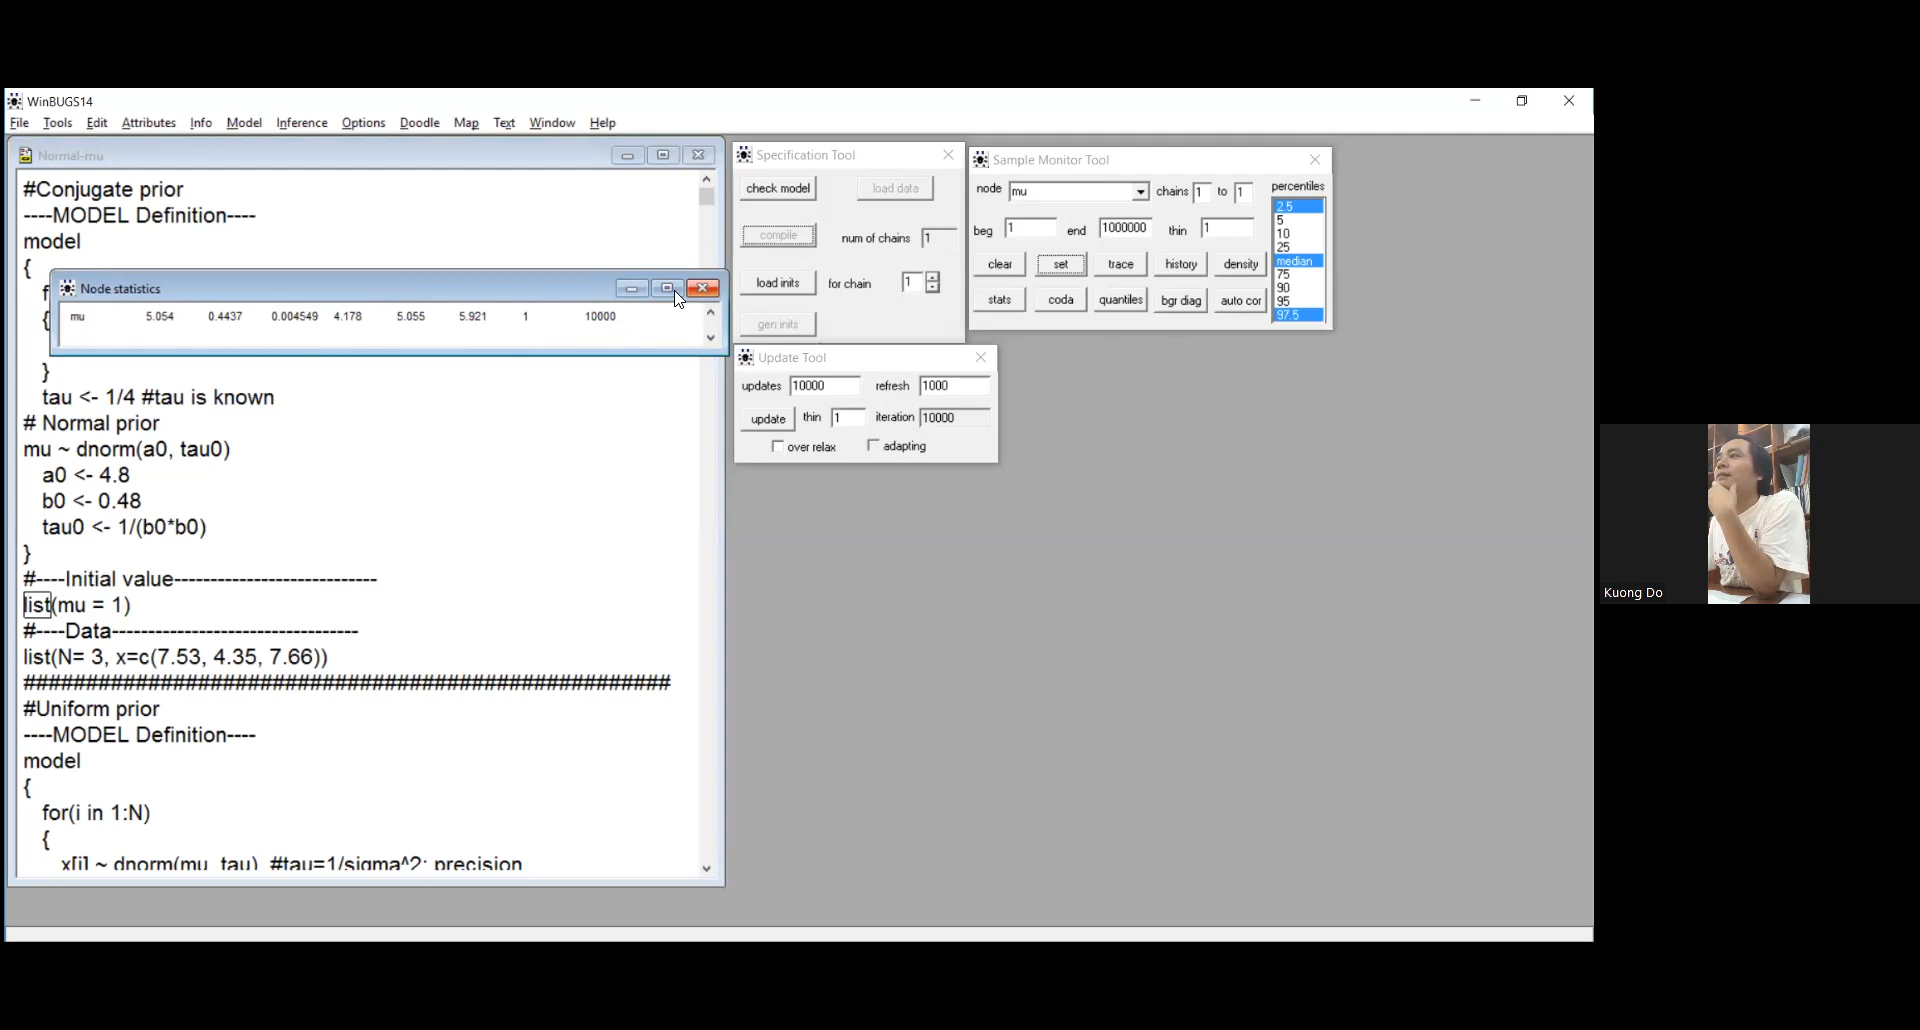 WinBUGS14
File Tools Edit Attributes Info Model Inference Options Doodle Map Text Window Help
Normal-mu
#Conjugate prior
----MODEL Definition----
model
{
f
{
Node statistics
mu 5.054 0.4437 0.004549 4.178 5.055 5.921 1 10000
}
tau <- 1/4 #tau is known
# Normal prior
mu ~ dnorm(a0, tau0)
a0 <- 4.8
b0 <- 0.48
tau0 <- 1/(b0*b0)
}
#----Initial value----------------------------
list(mu = 1)
#----Data----------------------------------
list(N= 3, x=c(7.53, 4.35, 7.66))
######################################################
#Uniform prior
----MODEL Definition----
model
{
for(i in 1:N)
{
x[i] ~ dnorm(mu, tau) #tau=1/sigma^2: precision
Specification Tool
check model load data
compile num of chains 1
load inits for chain 1
gen inits
Sample Monitor Tool
node mu chains 1 to 1 percentiles
beg 1 end 1000000 thin 1
clear set trace history density
stats coda quantiles bgr diag auto cor
2.5
5
10
25
median
75
90
95
97.5
Update Tool
updates 10000 refresh 1000
update thin 1 iteration 10000
over relax adapting
Kuong Do